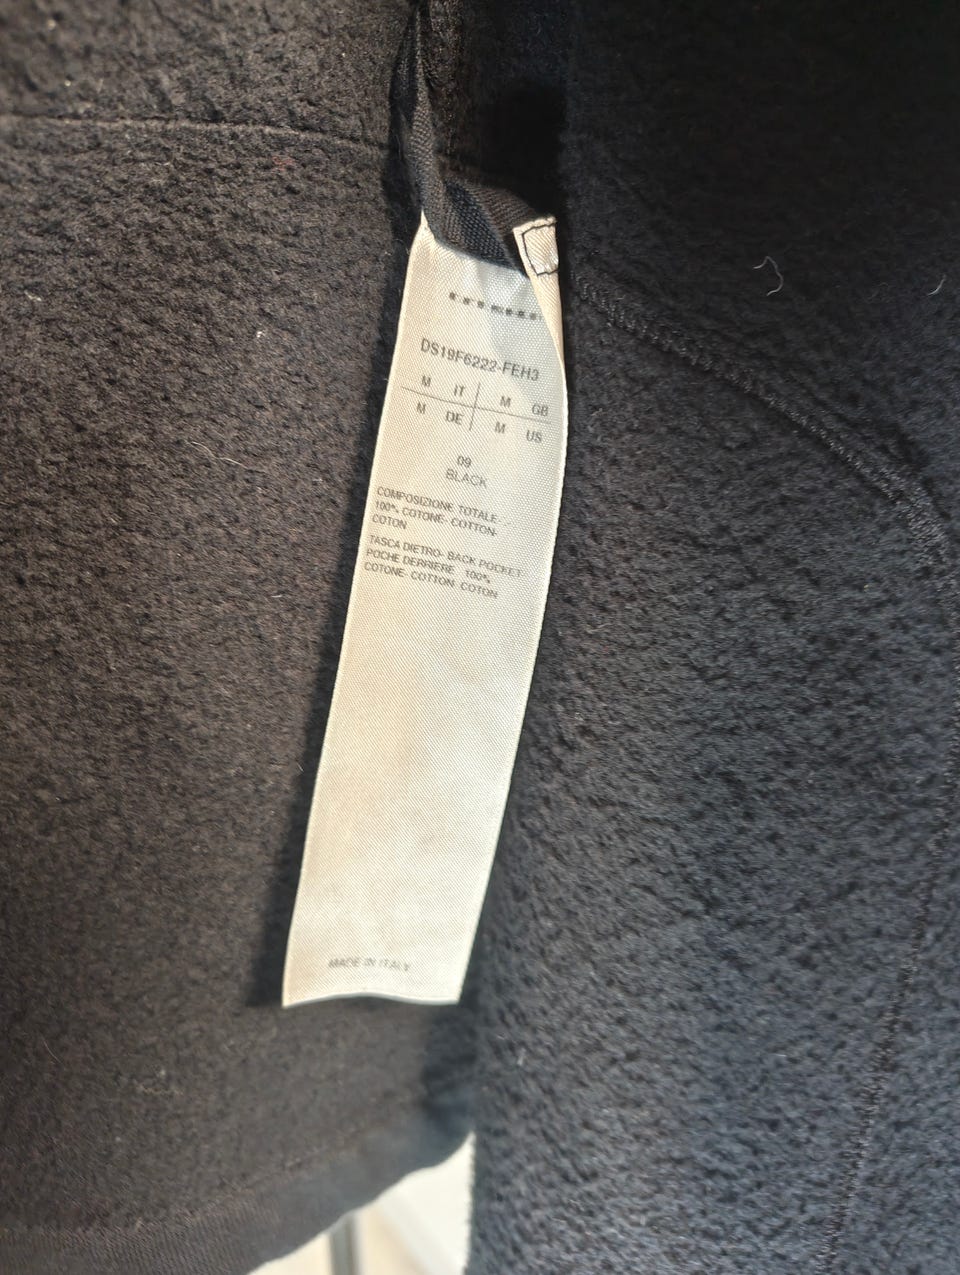 DS19F6222-FEH3
M IT M GB
M DE M US
09
BLACK
COMPOSIZIONE TOTALE -
100% COTONE- COTTON-
COTON
TASCA DIETRO- BACK POCKET-
POCHE DERRIERE 100%
COTONE- COTTON COTON
MADE IN ITALY